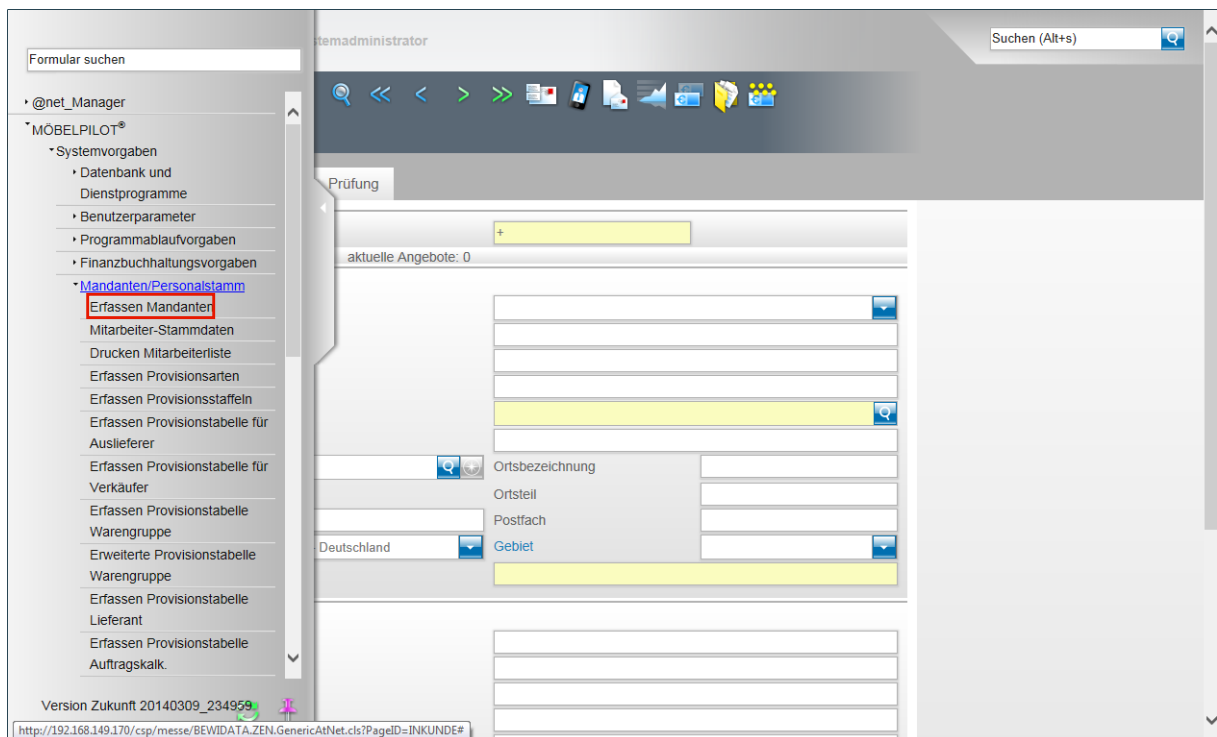 temadministrator
Suchen (Alt+s)
Formular suchen
@net_Manager
MÖBELPILOT®
Systemvorgaben
Datenbank und
Dienstprogramme
Benutzerparameter
Programmablaufvorgaben
Finanzbuchhaltungsvorgaben
Mandanten/Personalstamm
Erfassen Mandanten
Mitarbeiter-Stammdaten
Drucken Mitarbeiterliste
Erfassen Provisionsarten
Erfassen Provisionsstaffeln
Erfassen Provisionstabelle für
Auslieferer
Erfassen Provisionstabelle für
Verkäufer
Erfassen Provisionstabelle
Warengruppe
Erweiterte Provisionstabelle
Warengruppe
Erfassen Provisionstabelle
Lieferant
Erfassen Provisionstabelle
Auftragskalk.
Version Zukunft 20140309_234959
http://192.168.149.170/csp/messe/BEWIDATA.ZEN.GenericAtNet.cls?PageID=INKUNDE#
Prüfung
+
aktuelle Angebote: 0
Ortsbezeichnung
Ortsteil
Postfach
Deutschland
Gebiet